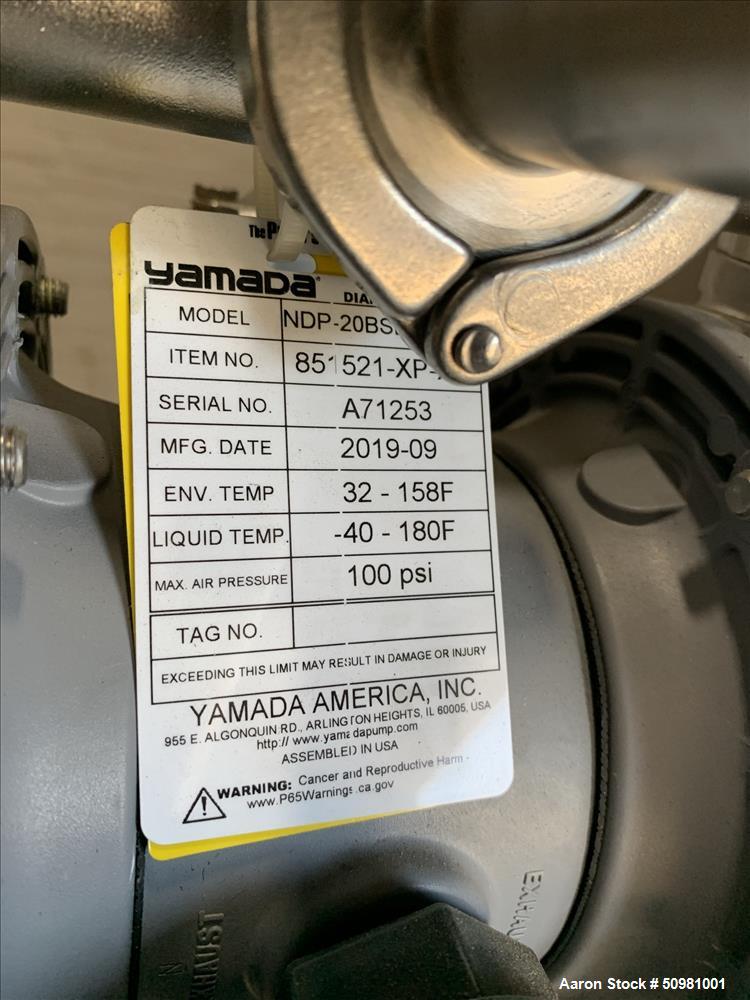 The
yamada
MODEL NDP-20BS
ITEM NO. 851521-XP-
SERIAL NO. A71253
MFG. DATE 2019-09
ENV. TEMP 32 - 158F
LIQUID TEMP. -40 - 180F
MAX. AIR PRESSURE 100 psi
TAG NO.
EXCEEDING THIS LIMIT MAY RESULT IN DAMAGE OR INJURY
YAMADA AMERICA, INC.
955 E. ALGONQUIN RD., ARLINGTON HEIGHTS, IL 60005, USA
http:// www.yamadapump.com
ASSEMBLED IN USA
WARNING: Cancer and Reproductive Harm -
www.P65Warnings.ca.gov
Aaron Stock # 50981001